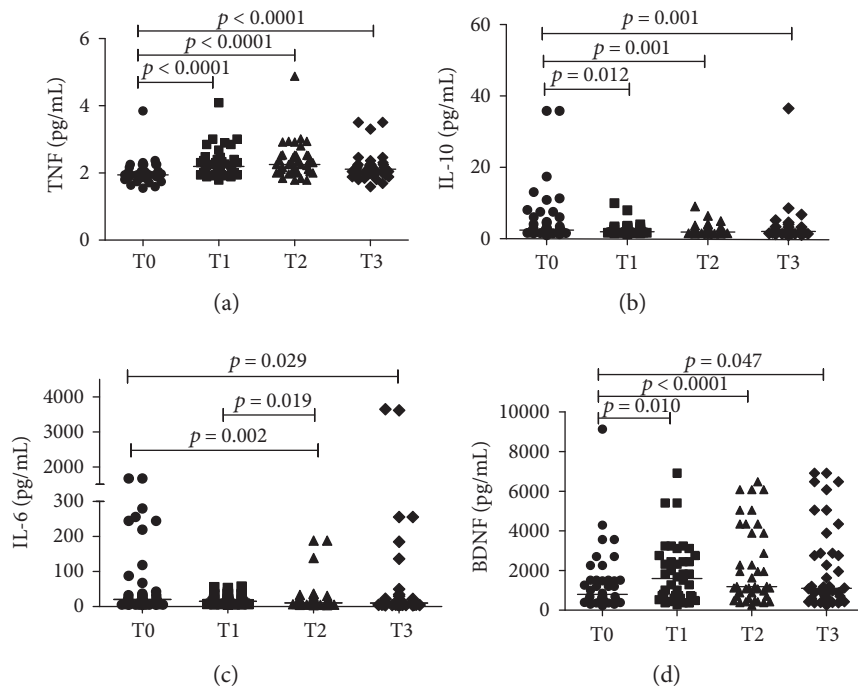 p < 0.0001
p < 0.0001
p < 0.0001
6
4
2
0
TNF (pg/mL)
T0 T1 T2 T3
(a)
p = 0.001
p = 0.001
p = 0.012
60
40
20
0
IL-10 (pg/mL)
T0 T1 T2 T3
(b)
p = 0.029
p = 0.019
p = 0.002
4000
3000
2000
300
200
100
0
IL-6 (pg/mL)
T0 T1 T2 T3
(c)
p = 0.047
p < 0.0001
p = 0.010
10000
8000
6000
4000
2000
0
BDNF (pg/mL)
T0 T1 T2 T3
(d)